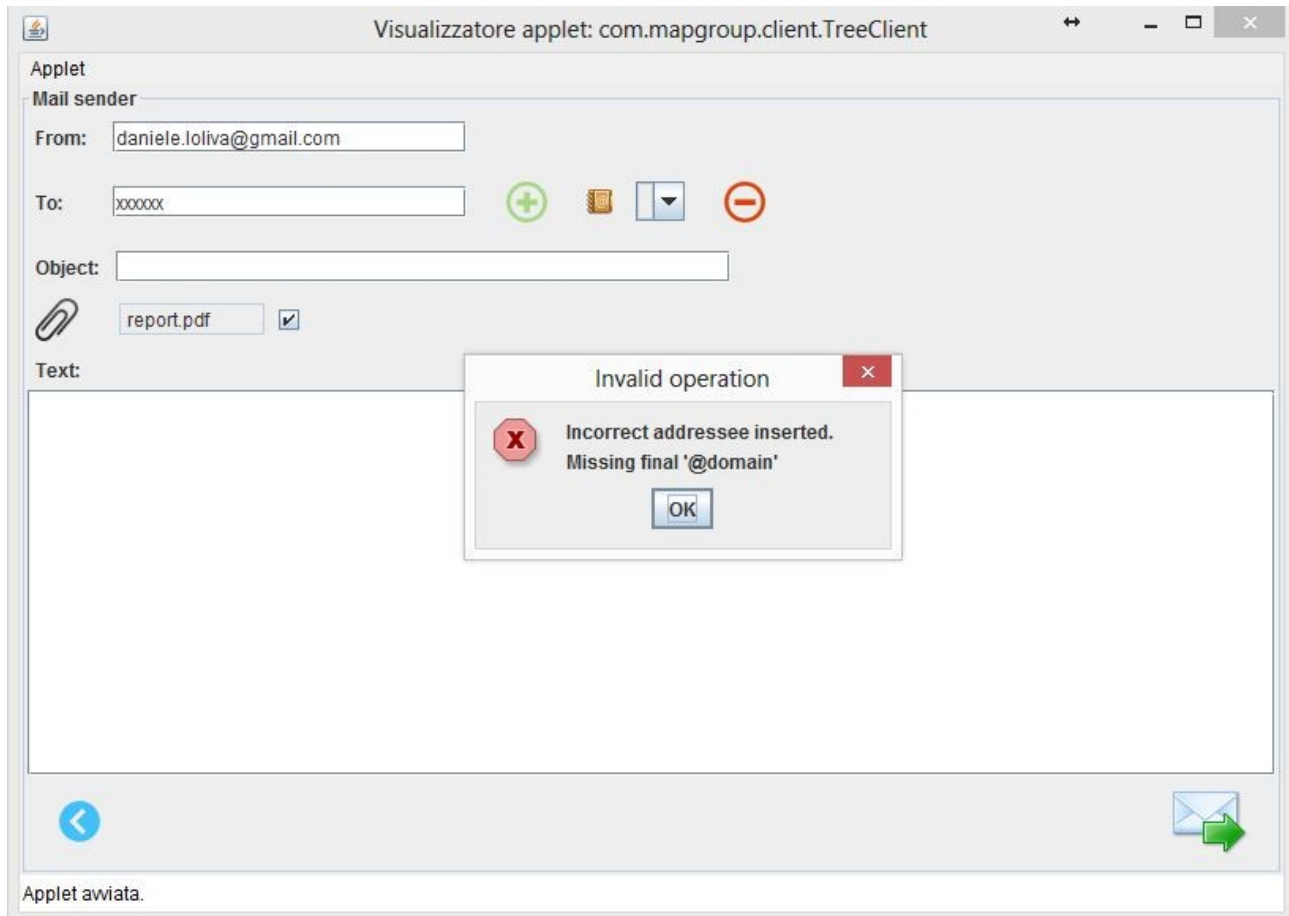 Visualizzatore applet: com.mapgroup.client.TreeClient
Applet
Mail sender
From: daniele.loliva@gmail.com
To: xxxxxx
Object:
report.pdf
Text:
Invalid operation
Incorrect addressee inserted.
Missing final '@domain'
OK
Applet avviata.